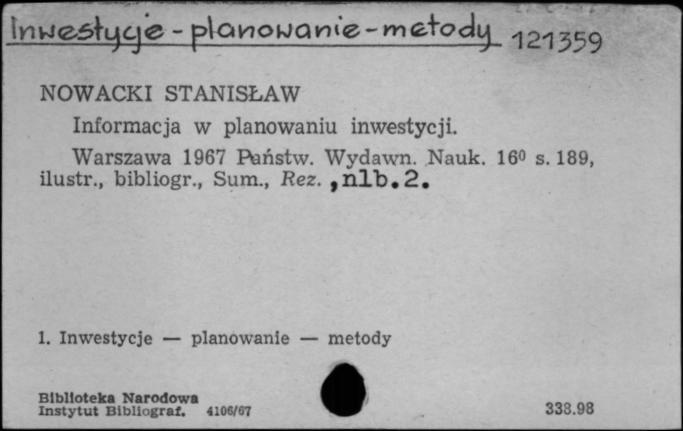 Inwestycje - planowanie - metody 121359
NOWACKI STANISŁAW
Informacja w planowaniu inwestycji.
Warszawa 1967 Państw. Wydawn. Nauk. 16⁰ s. 189,
ilustr., bibliogr., Sum., Rez. ,nlb.2.
1. Inwestycje — planowanie — metody
Biblioteka Narodowa
Instytut Bibliograf. 4106/67 338.98